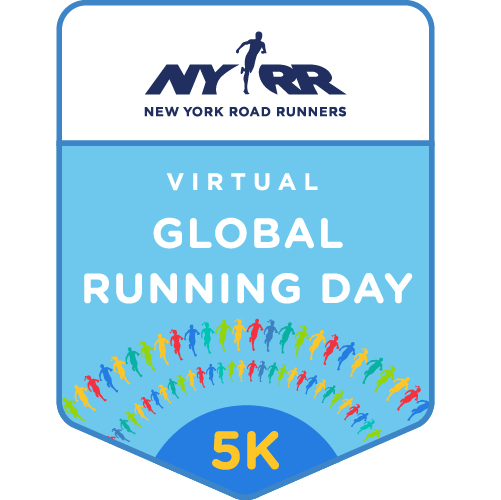 NYRR
NEW YORK ROAD RUNNERS
VIRTUAL
GLOBAL
RUNNING DAY
5K